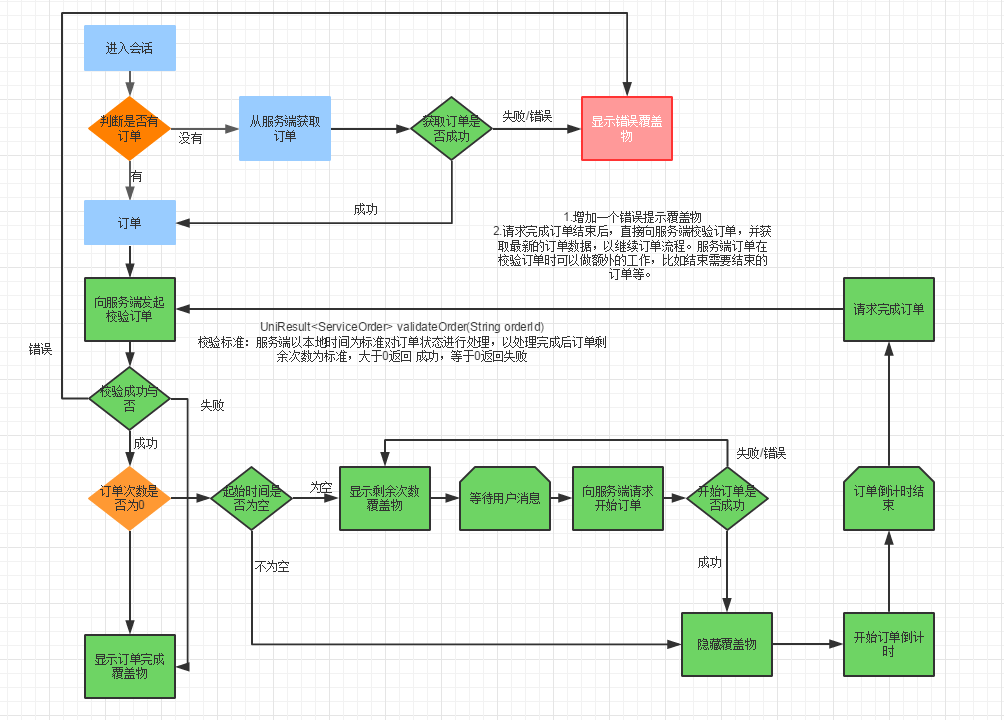 进入会话
判断是否有
订单
没有
从服务端获取
订单
获取订单是
否成功
失败/错误
显示错误覆盖
物
有
订单
成功
1.增加一个错误提示覆盖物
2.请求完成订单结束后，直接向服务端校验订单，并获
取最新的订单数据，以继续订单流程。服务端订单在
校验订单时可以做额外的工作，比如结束需要结束的
订单等。
向服务端发起
校验订单
请求完成订单
UniResult<ServiceOrder> validateOrder(String orderId)
校验标准：服务端以本地时间为标准对订单状态进行处理，以处理完成后订单剩
余次数为标准，大于0返回 成功，等于0返回失败
错误
校验成功与
否
失败
成功
订单次数是
否为0
起始时间是
否为空
为空
显示剩余次数
覆盖物
等待用户消息
向服务端请求
开始订单
开始订单是
否成功
失败/错误
订单倒计时结
束
不为空
成功
显示订单完成
覆盖物
隐藏覆盖物
开始订单倒计
时